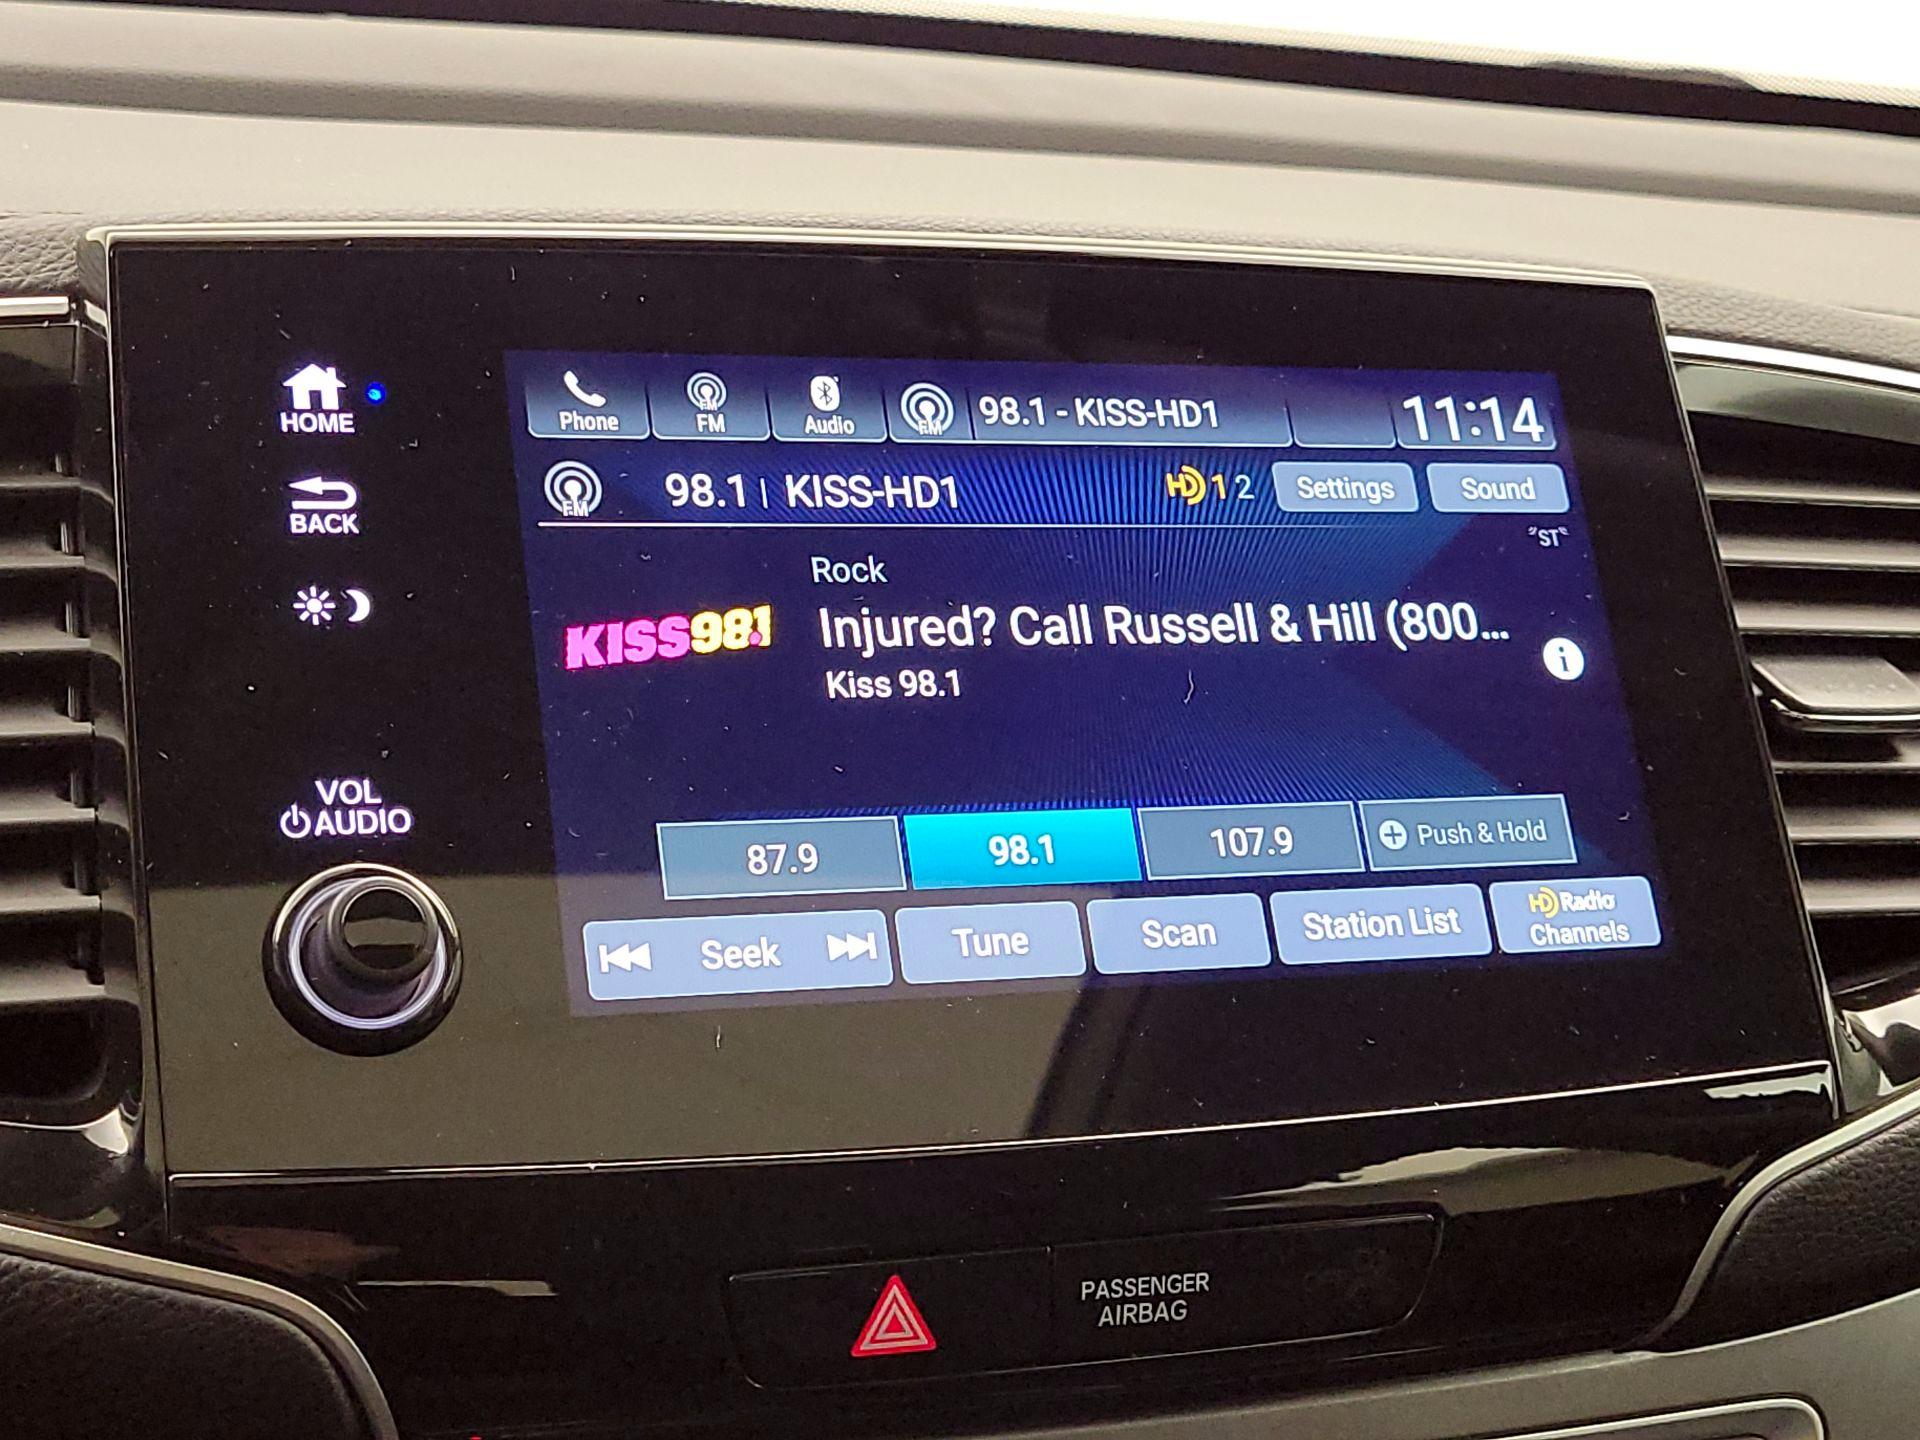 HOME
BACK
VOL
AUDIO
Phone
FM
FM
Audio
FM
98.1 - KISS-HD1
11:14
FM
98.1 | KISS-HD1
HD 1 2
Settings
Sound
"ST"
Rock
KISS98.1
Injured? Call Russell & Hill (800...
i
Kiss 98.1
87.9
98.1
107.9
+ Push & Hold
Seek
Tune
Scan
Station List
HD Radio
Channels
PASSENGER
AIRBAG